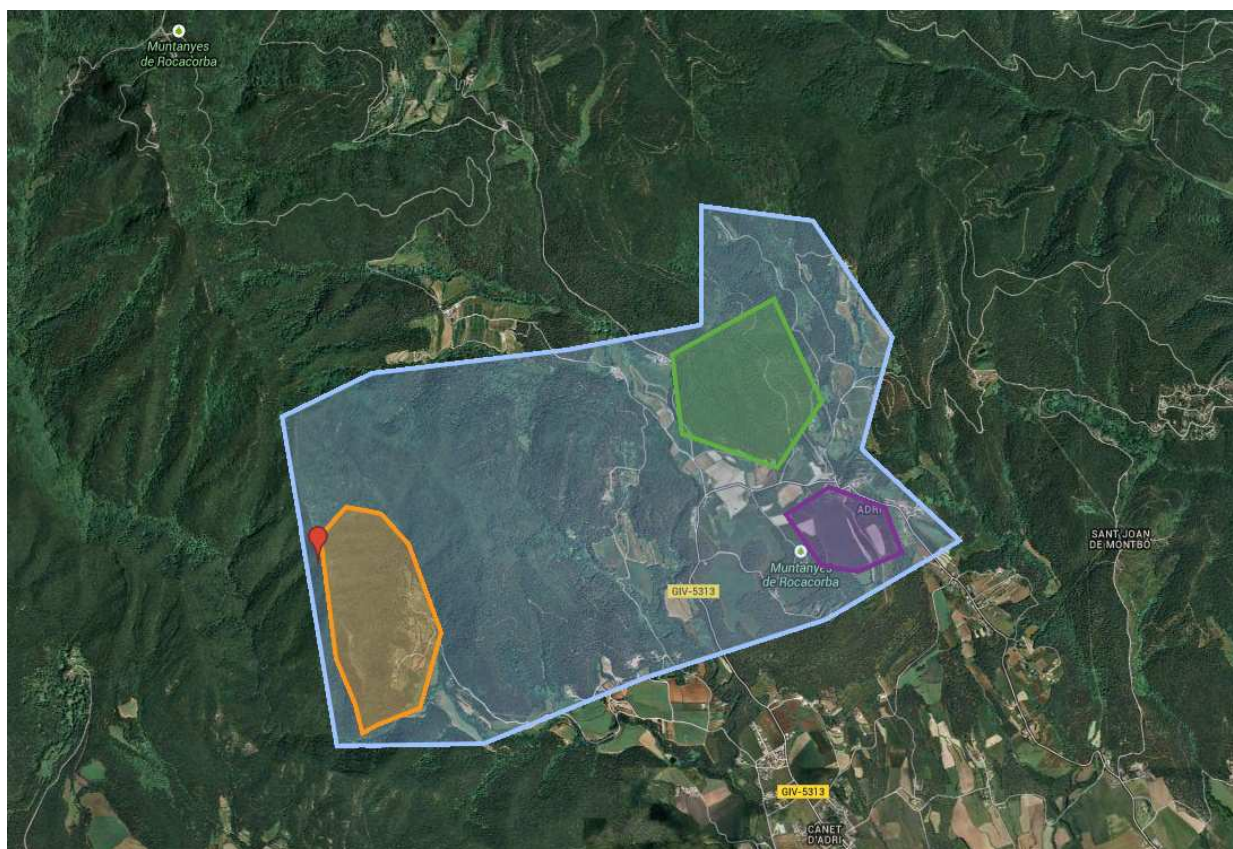 Muntanyes
de Rocacorba
ADRI
SANT JOAN
DE MONTBÓ
Muntanyes
de Rocacorba
GIV-5313
GIV-5313
CANET
D'ADRI